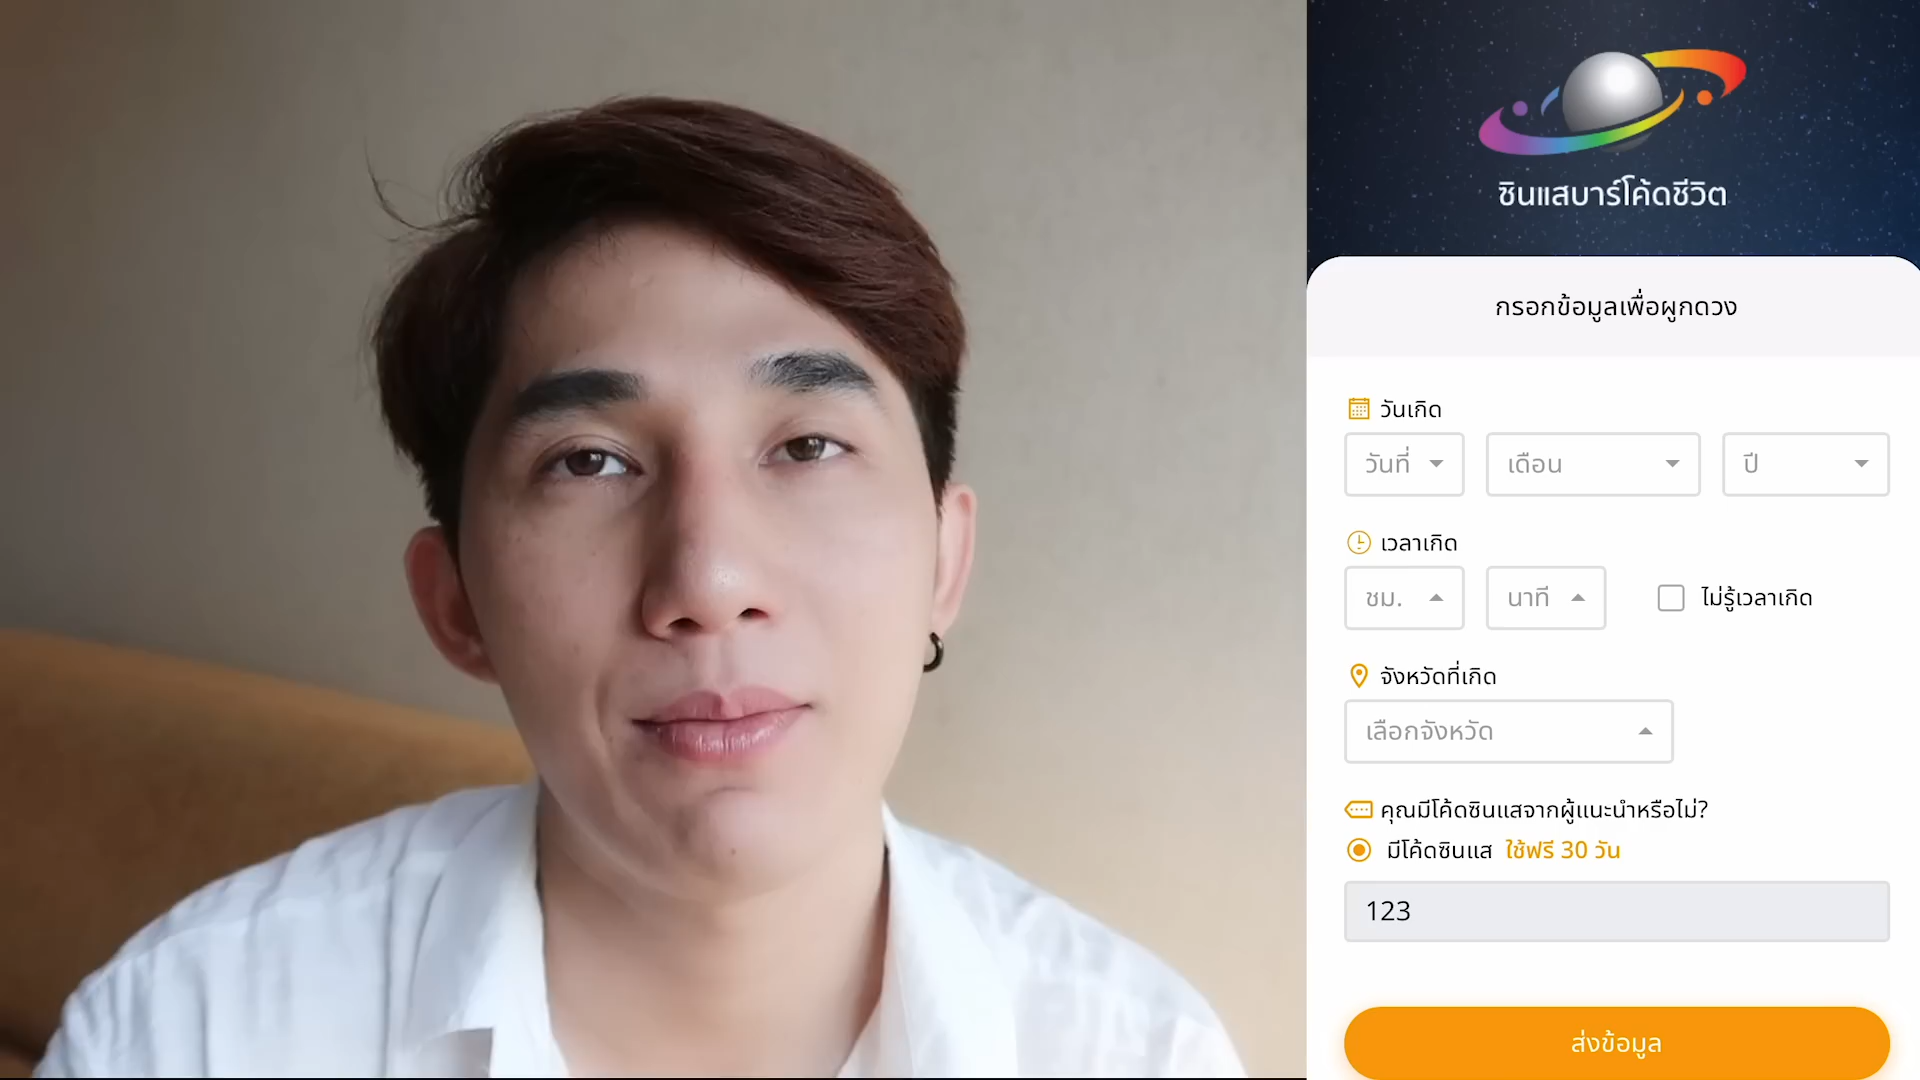 ซินแสบาร์โค้ดชีวิต
กรอกข้อมูลเพื่อผูกดวง
วันเกิด
วันที่ เดือน ปี
เวลาเกิด
ชม. นาที ไม่รู้เวลาเกิด
จังหวัดที่เกิด
เลือกจังหวัด
คุณมีโค้ดซินแสจากผู้แนะนำหรือไม่?
มีโค้ดซินแส ใช้ฟรี 30 วัน
123
ส่งข้อมูล